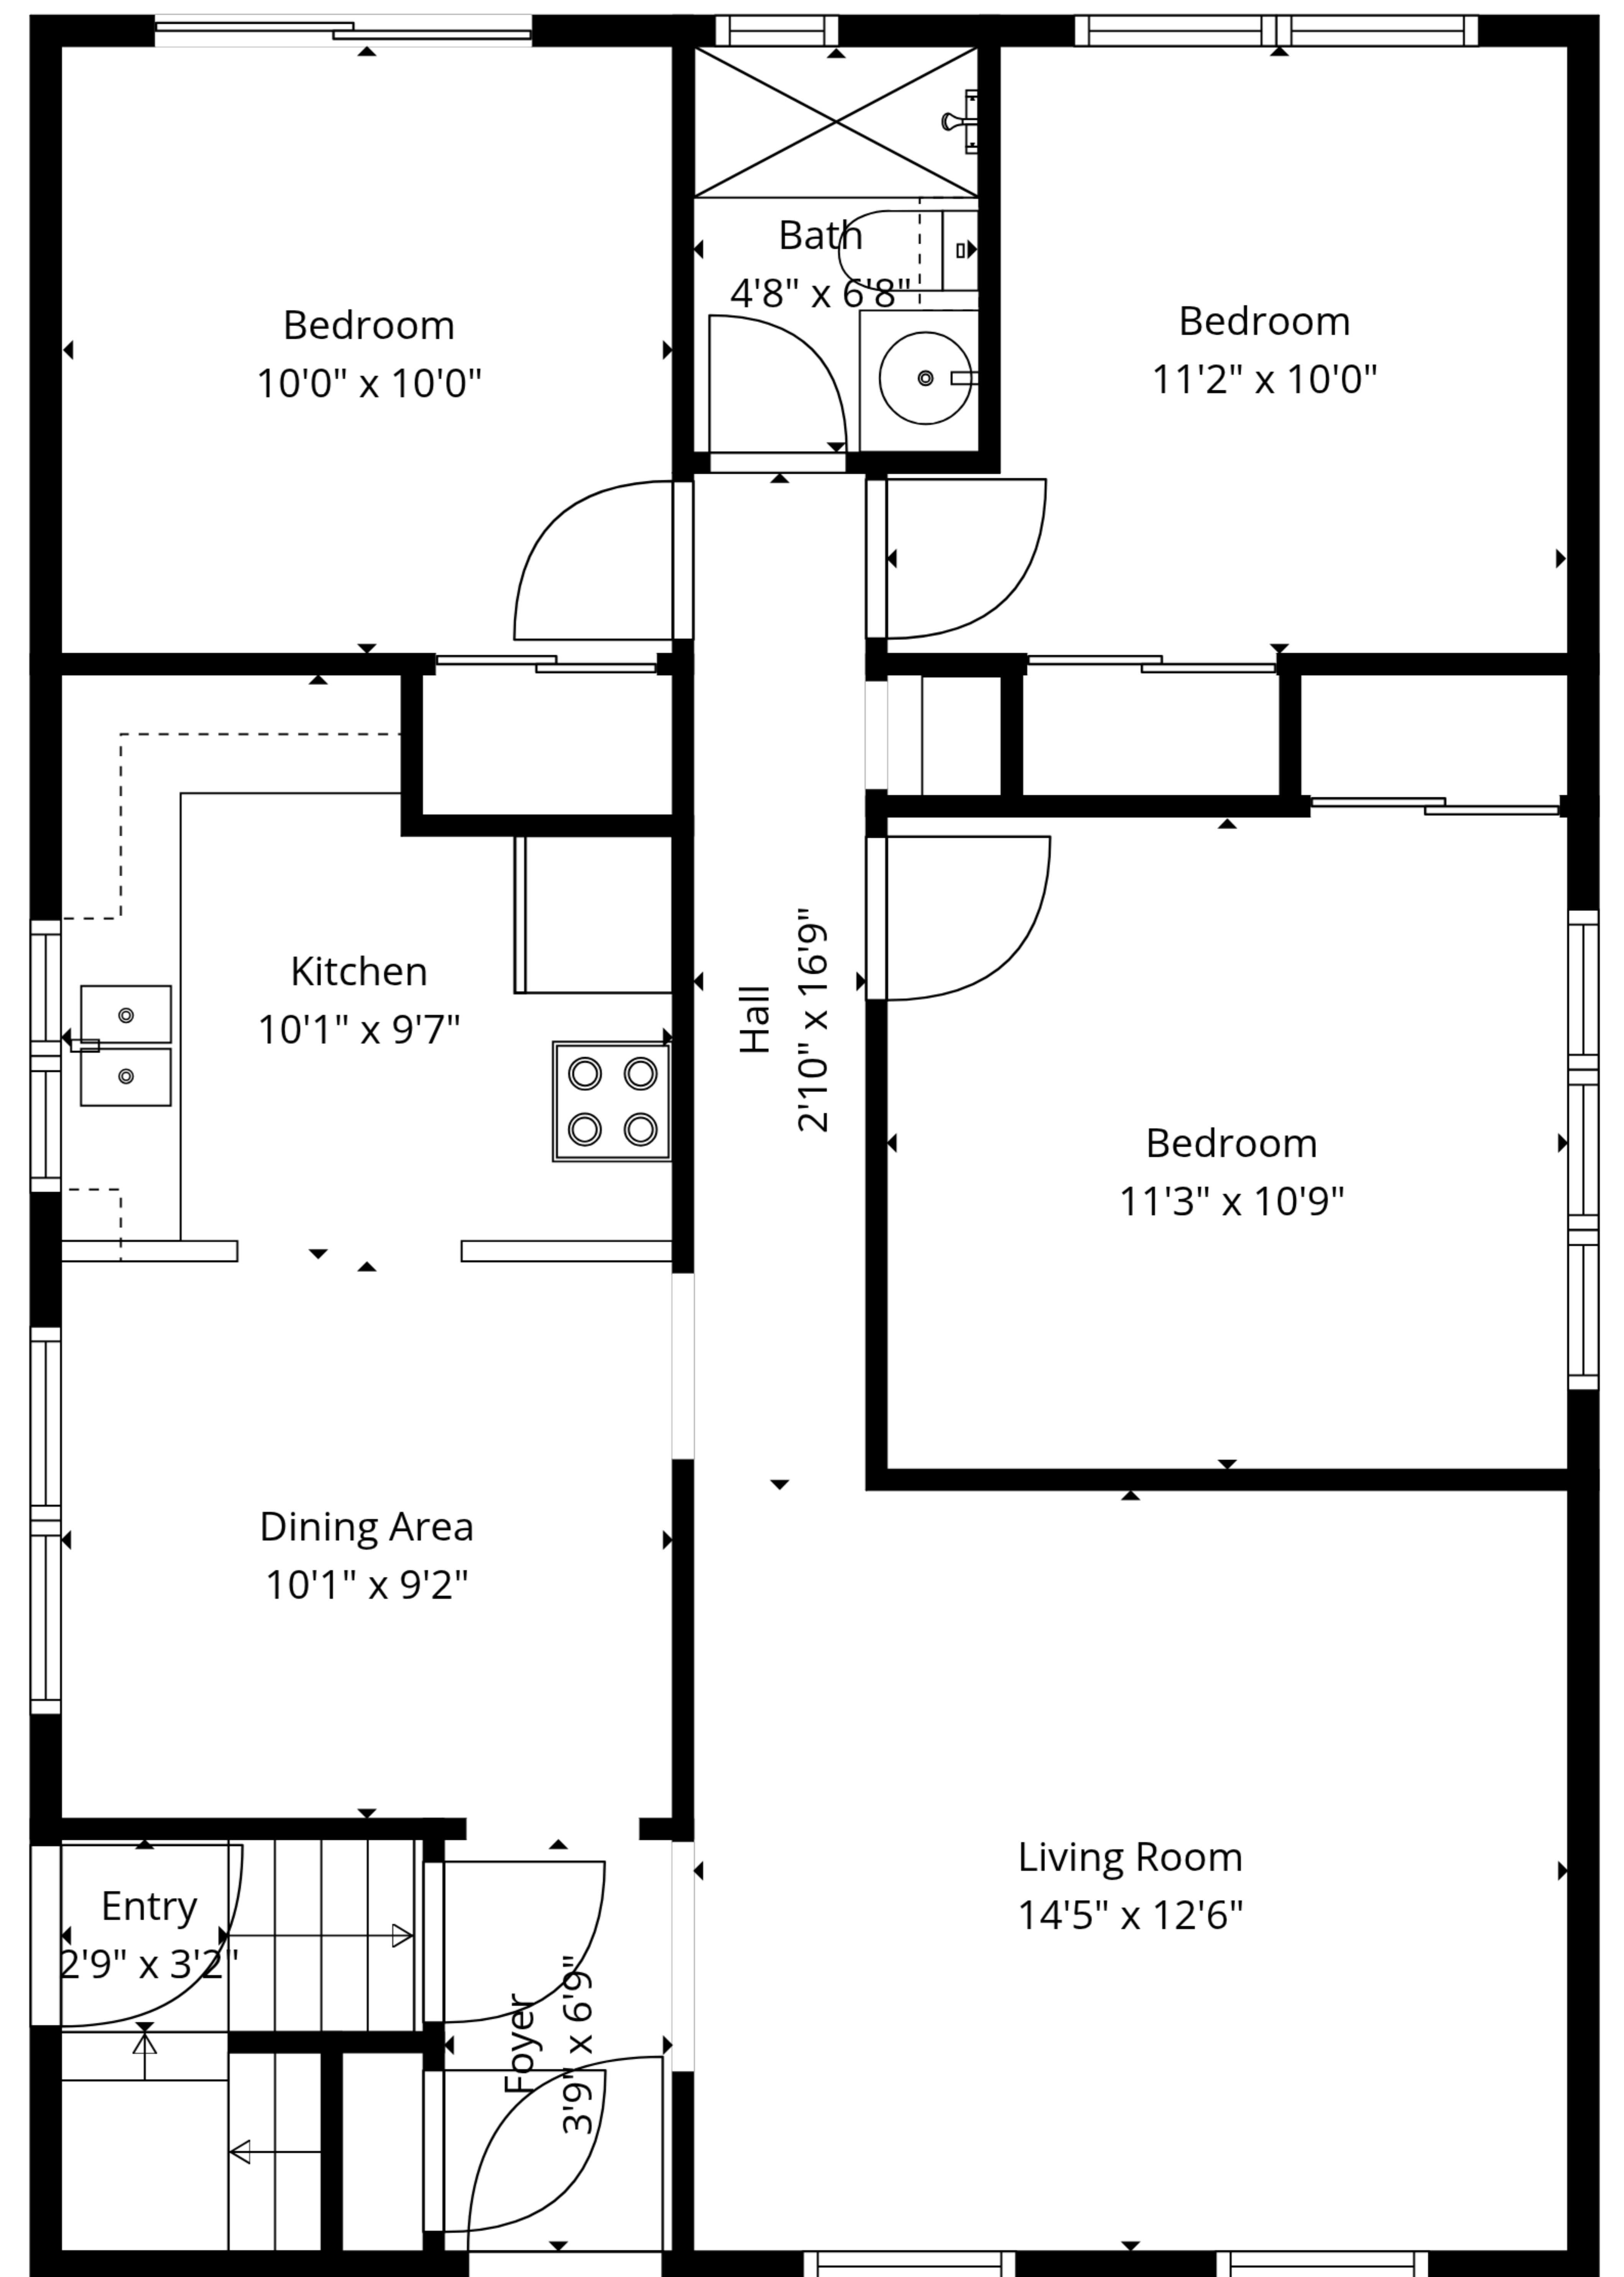 Bath
4'8" x 6'8"
Bedroom
10'0" x 10'0"
Bedroom
11'2" x 10'0"
Kitchen
10'1" x 9'7"
Hall
2'10" x 16'9"
Bedroom
11'3" x 10'9"
Dining Area
10'1" x 9'2"
Living Room
14'5" x 12'6"
Entry
2'9" x 3'2"
Foyer
3'9" x 6'9"